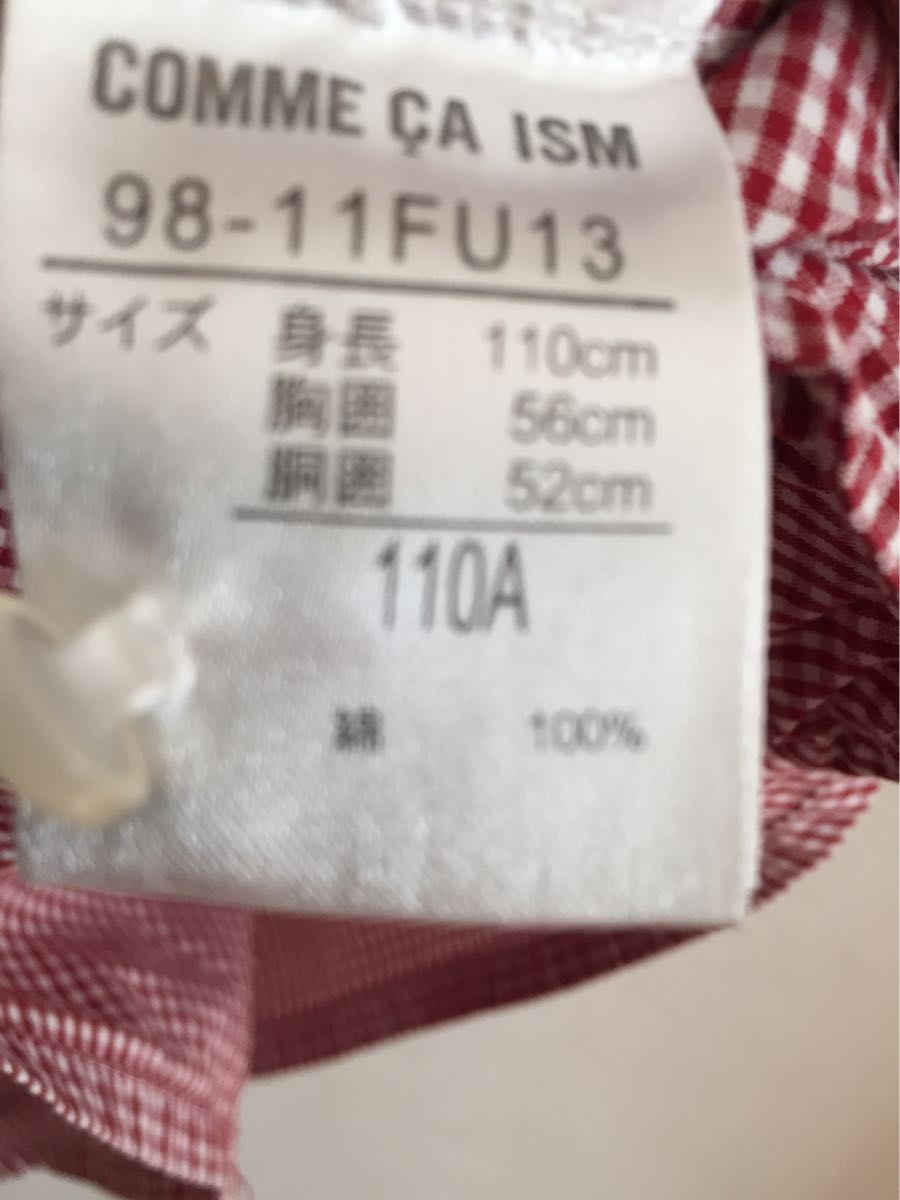 COMME ÇA ISM
98-11FU13
サイズ 身長 110cm
胸囲 56cm
胴囲 52cm
110A
綿 100%